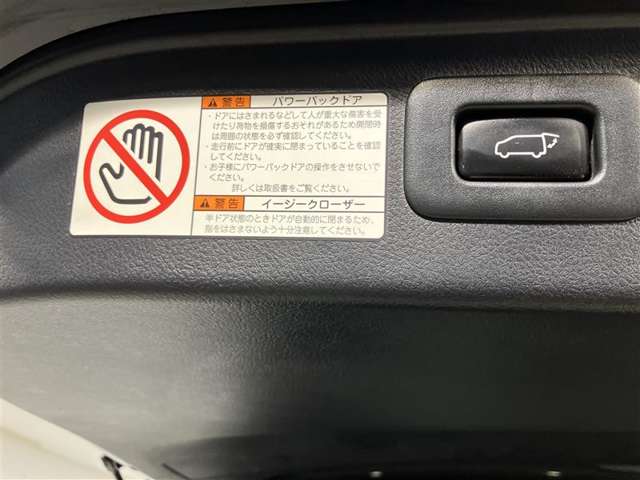 ⚠ 警告 パワーバックドア
・ドアにはさまれるなどして人が重大な傷害を受
けたり荷物を損傷するおそれがあるため開閉時
は周囲の状態を必ず確認してください。
・走行前にドアが確実に閉まっていることを確認
してください。
・お子様にパワーバックドアの操作をさせないで
ください。
詳しくは取扱書をご覧ください。
⚠ 警告 イージークローザー
半ドア状態のときドアが自動的に閉まるため、
指をはさまないよう十分注意してください。